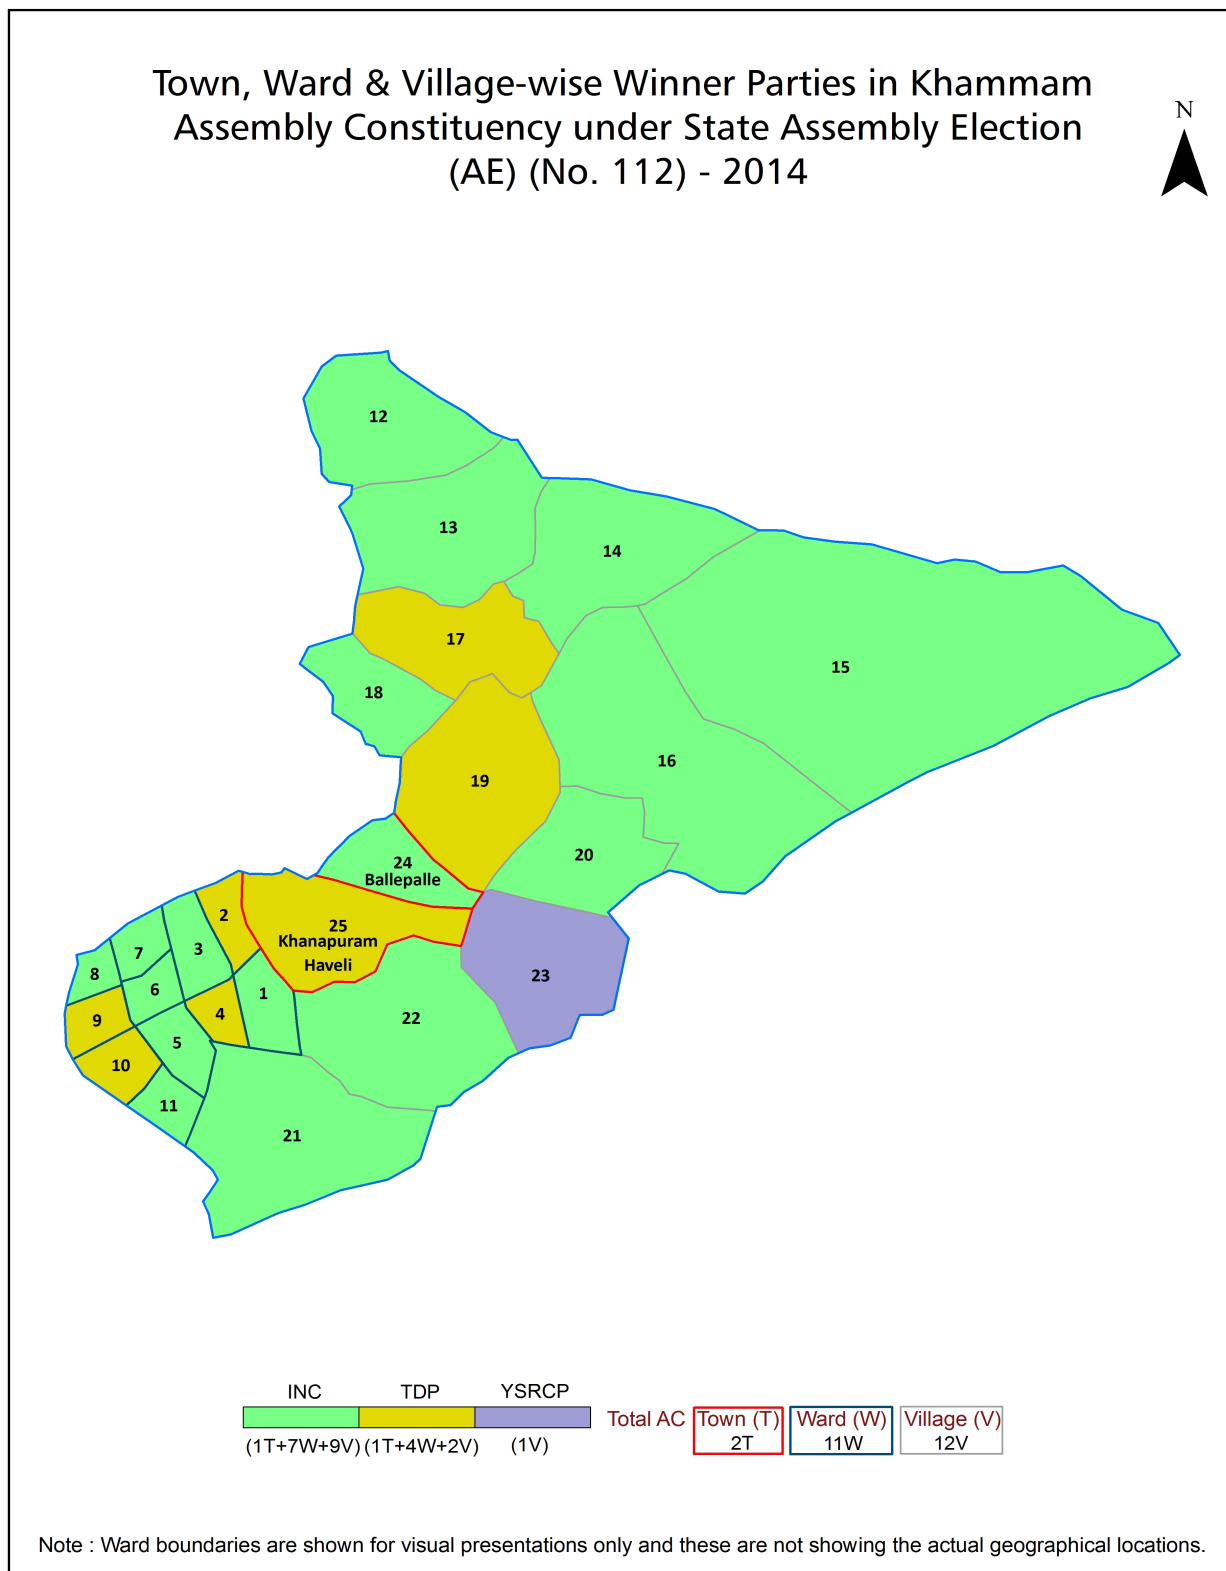 Town, Ward & Village-wise Winner Parties in Khammam
Assembly Constituency under State Assembly Election
(AE) (No. 112) - 2014
N
12
13
14
17
15
18
16
19
20
24
Ballepalle
2
25
Khanapuram
Haveli
7
3
8
6
1
23
9
4
22
5
10
11
21
INC TDP YSRCP
Total AC Town (T) Ward (W) Village (V)
(1T+7W+9V) (1T+4W+2V) (1V) 2T 11W 12V
Note : Ward boundaries are shown for visual presentations only and these are not showing the actual geographical locations.